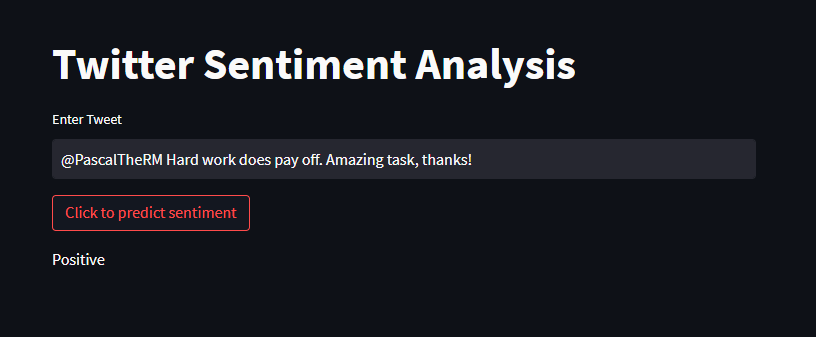 Twitter Sentiment Analysis
Enter Tweet
@PascalTheRM Hard work does pay off. Amazing task, thanks!
Click to predict sentiment
Positive